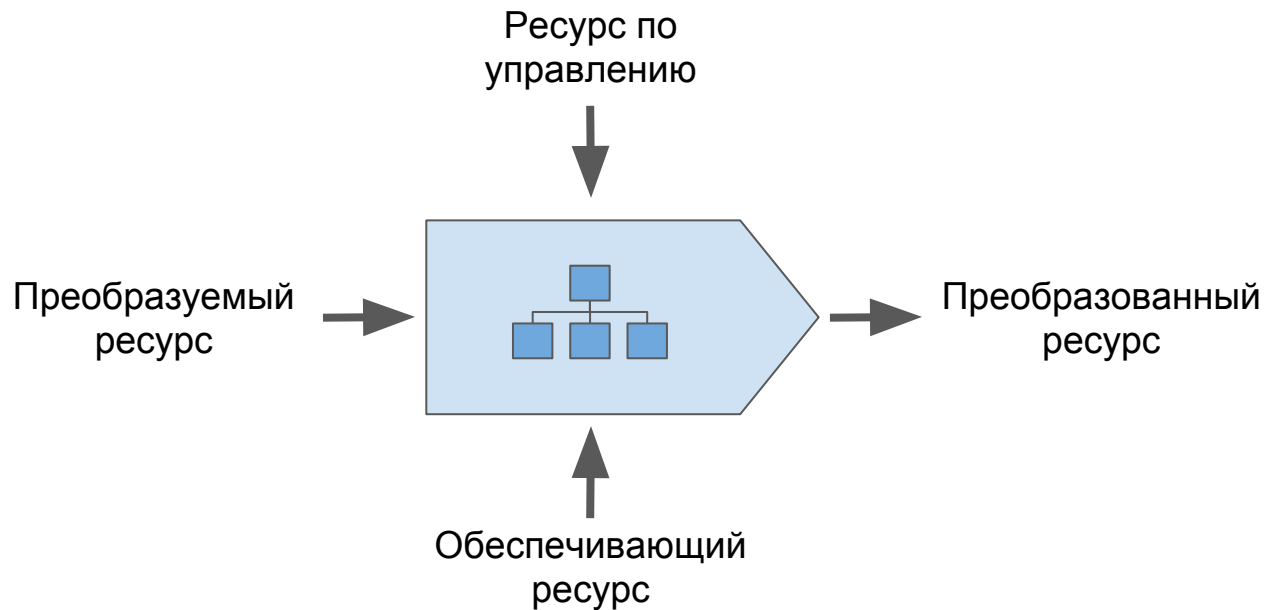 Ресурс по
управлению
Преобразуемый
ресурс
Преобразованный
ресурс
Обеспечивающий
ресурс